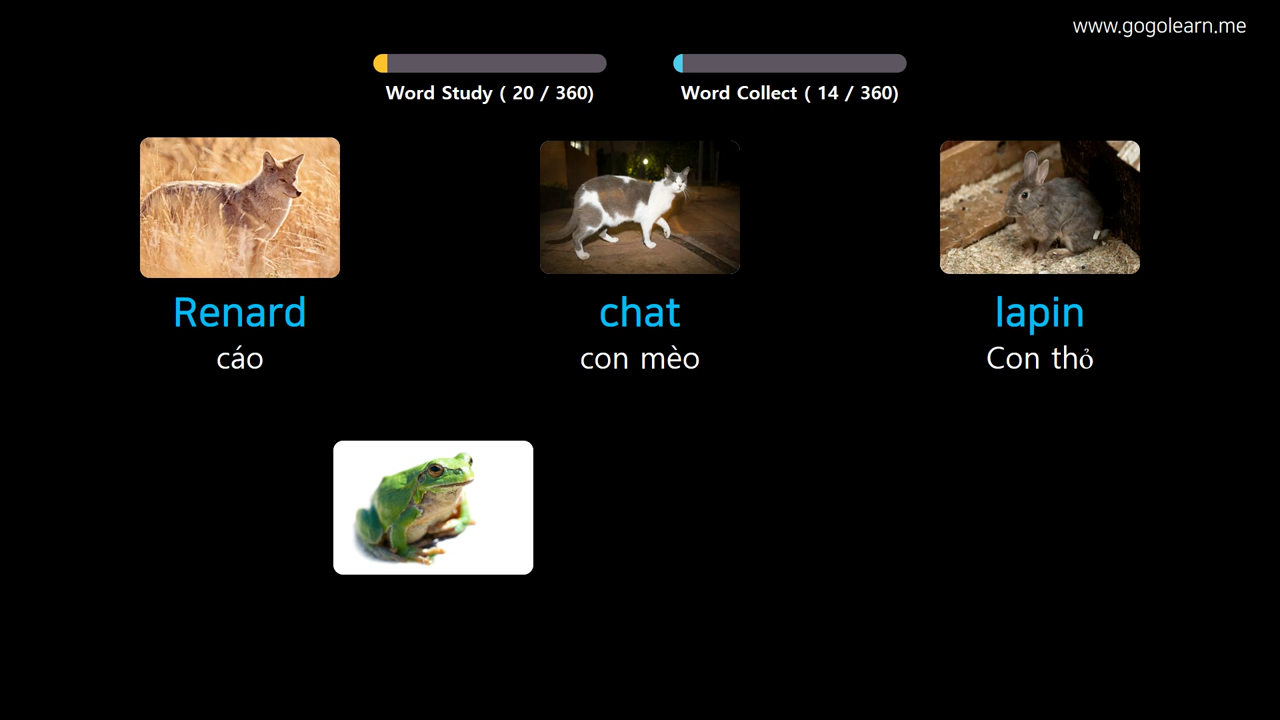 www.gogolearn.me
Word Study ( 20 / 360)
Word Collect ( 14 / 360)
Renard
cáo
chat
con mèo
lapin
Con thỏ